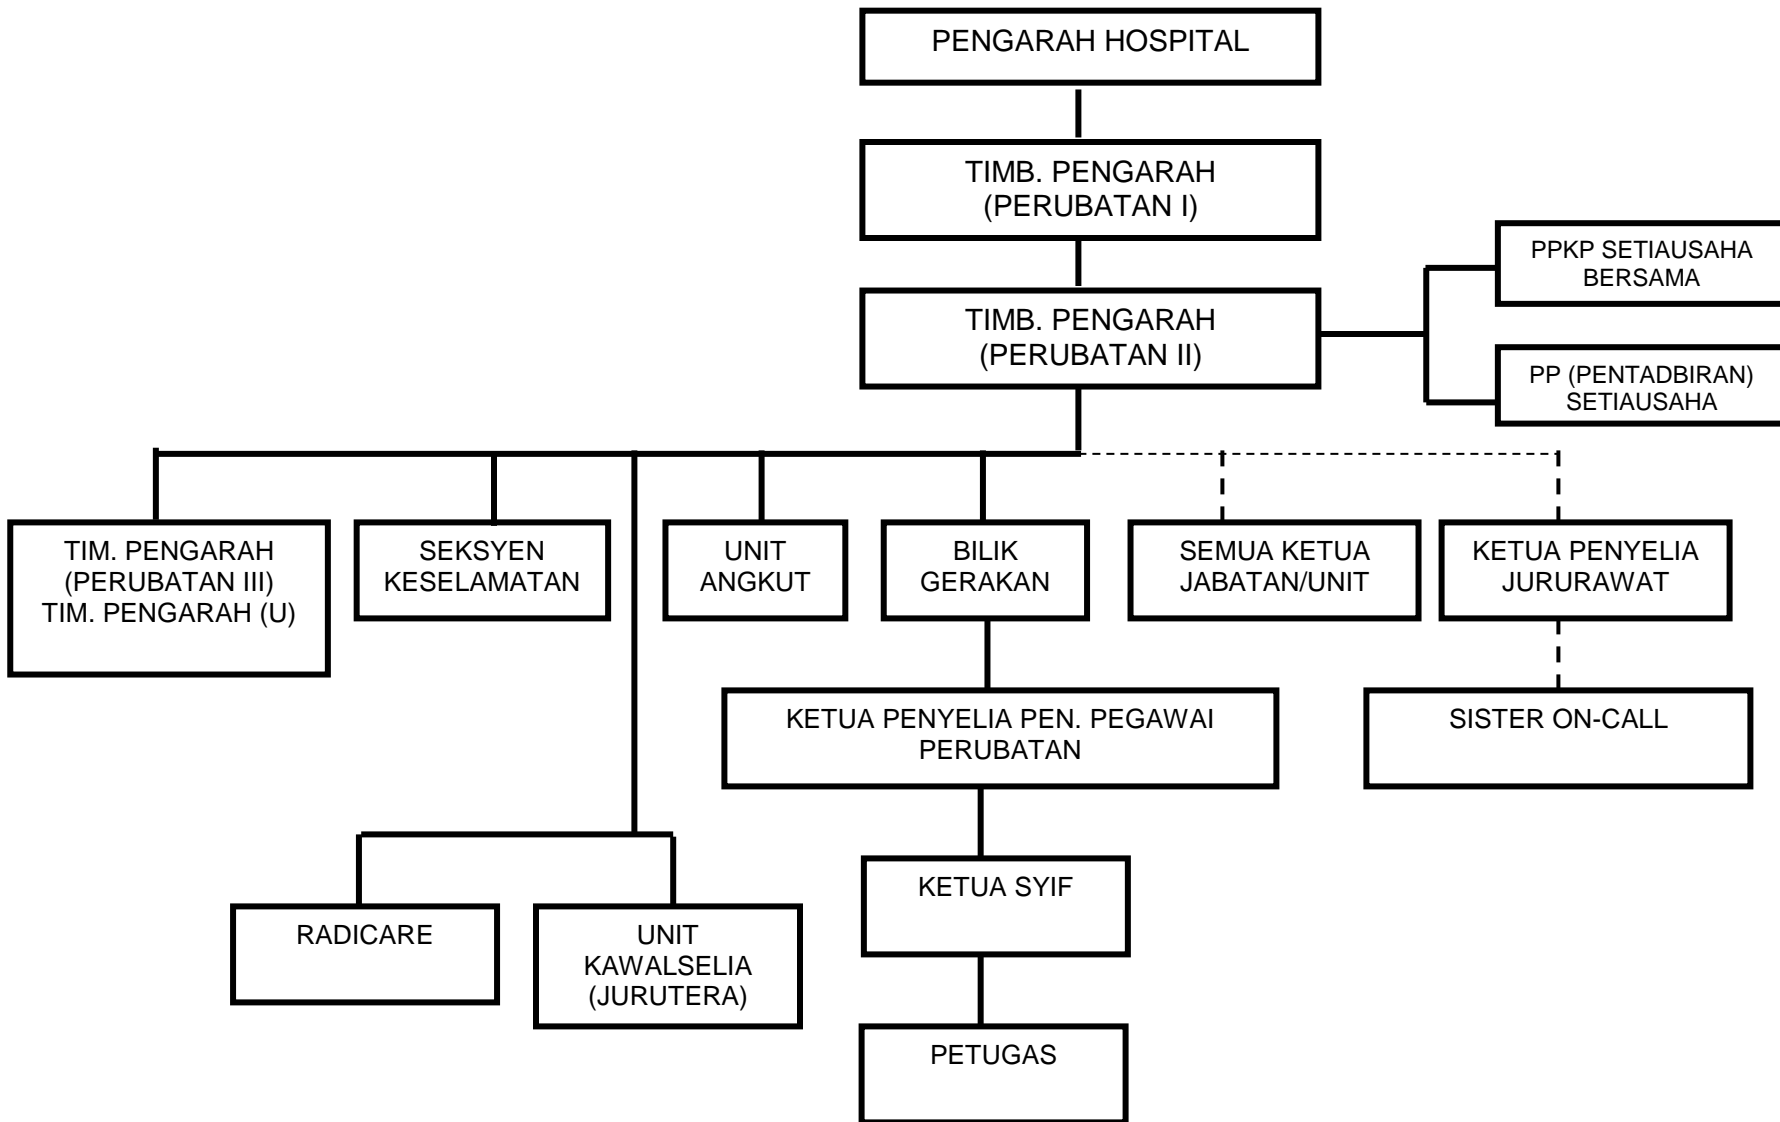 PENGARAH HOSPITAL
TIMB. PENGARAH
(PERUBATAN I)
PPKP SETIAUSAHA
BERSAMA
TIMB. PENGARAH
(PERUBATAN II)
PP (PENTADBIRAN)
SETIAUSAHA
TIM. PENGARAH
(PERUBATAN III)
TIM. PENGARAH (U)
SEKSYEN
KESELAMATAN
UNIT
ANGKUT
BILIK
GERAKAN
SEMUA KETUA
JABATAN/UNIT
KETUA PENYELIA
JURURAWAT
KETUA PENYELIA PEN. PEGAWAI
PERUBATAN
SISTER ON-CALL
KETUA SYIF
RADICARE
UNIT
KAWALSELIA
(JURUTERA)
PETUGAS